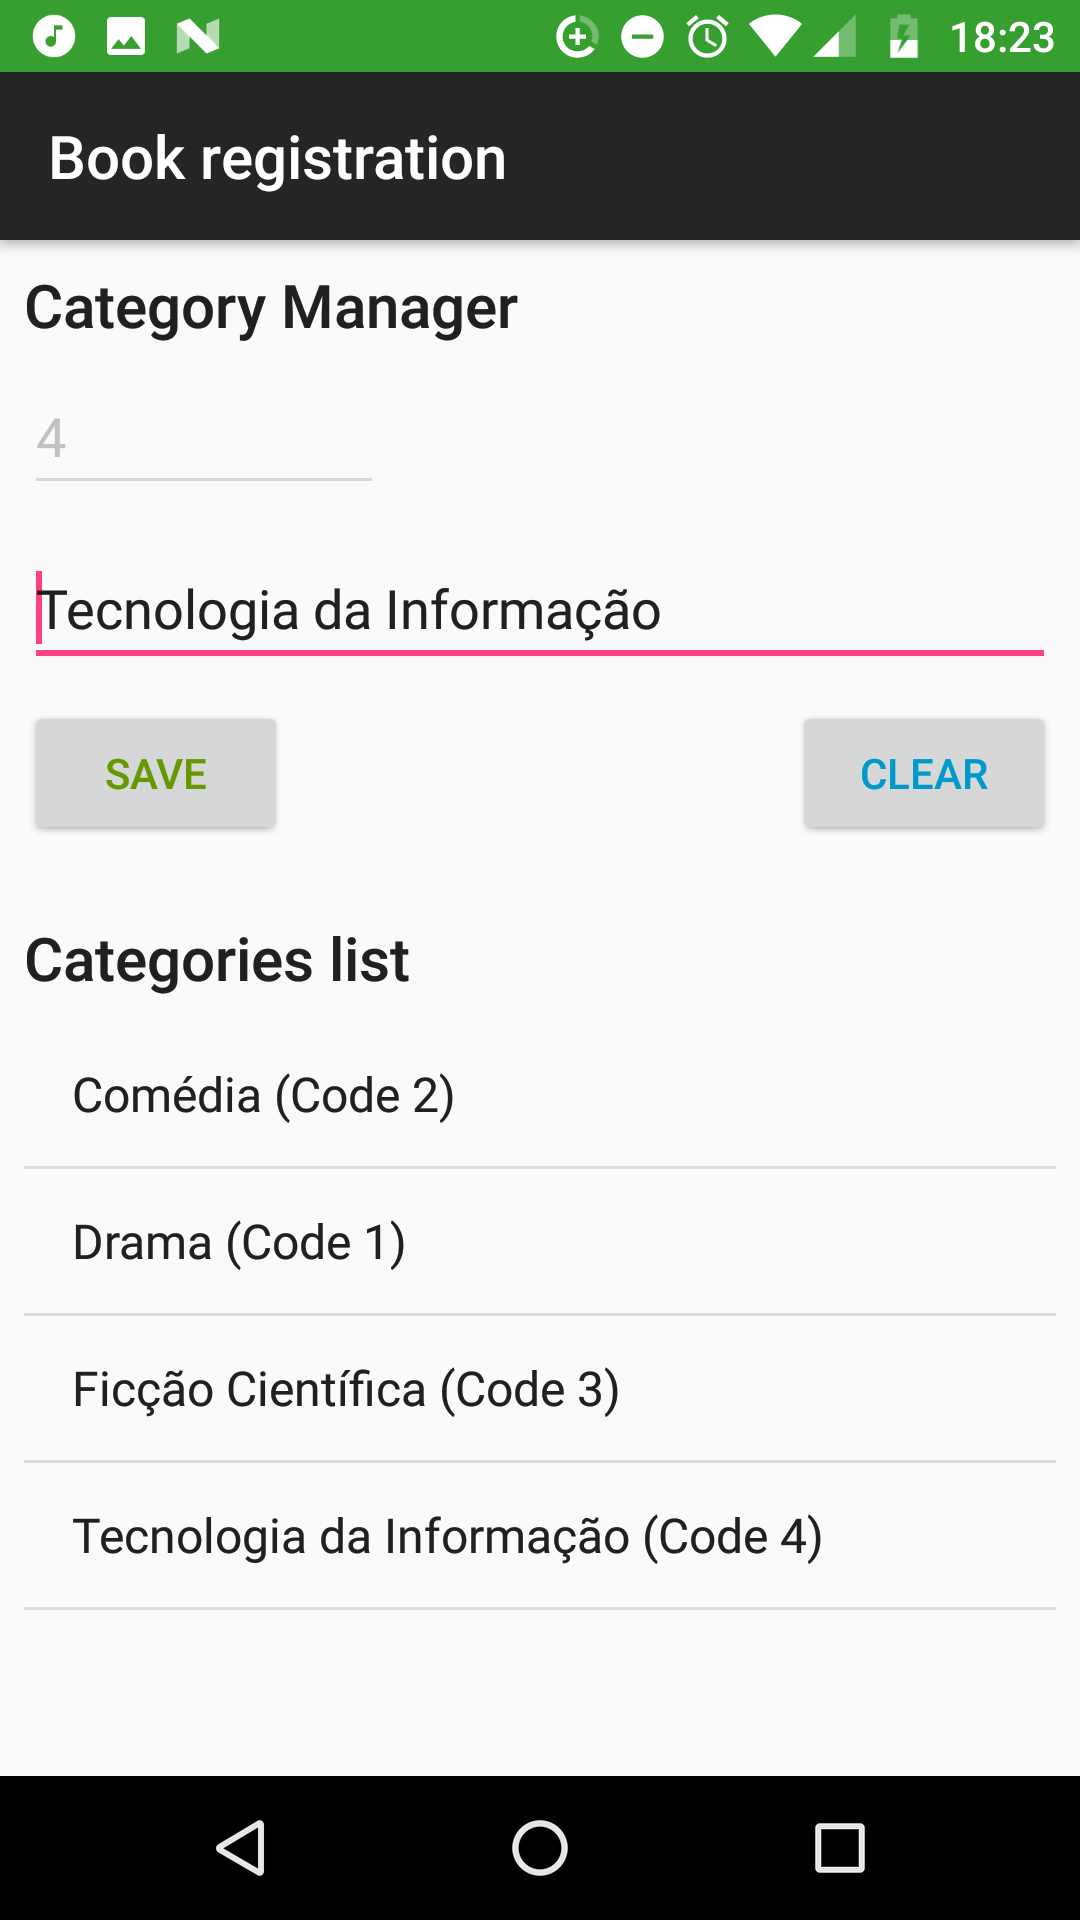 18:23
Book registration
Category Manager
4
Tecnologia da Informação
SAVE CLEAR
Categories list
Comédia (Code 2)
Drama (Code 1)
Ficção Científica (Code 3)
Tecnologia da Informação (Code 4)